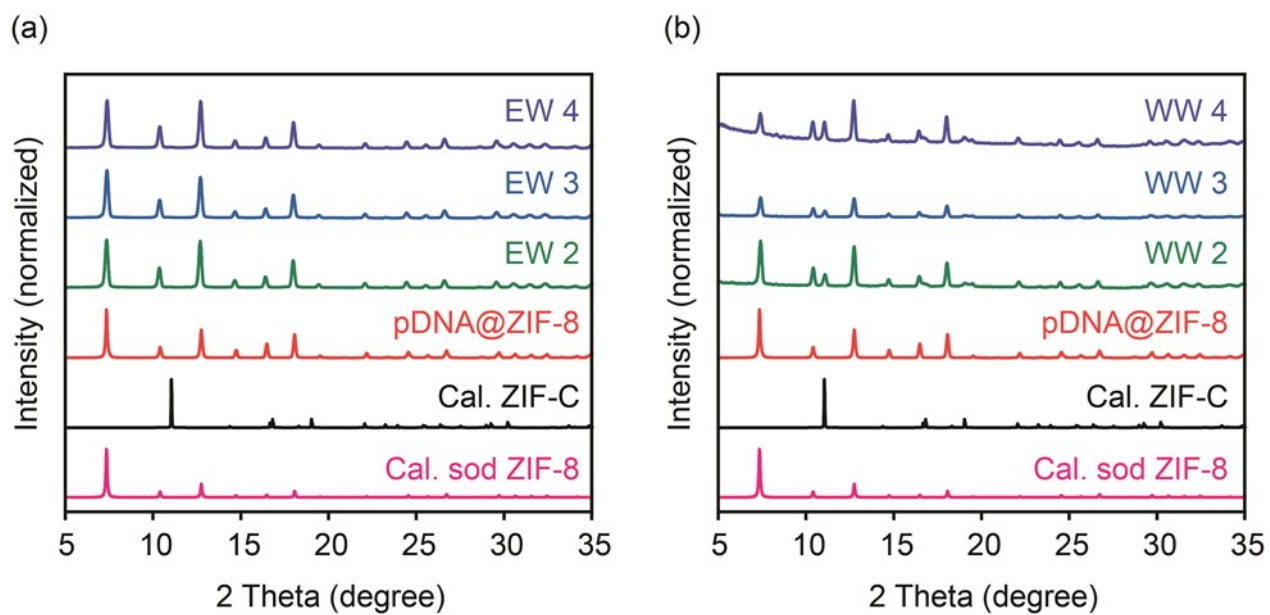 (a)
Intensity (normalized)
EW 4
EW 3
EW 2
pDNA@ZIF-8
Cal. ZIF-C
Cal. sod ZIF-8
5 10 15 20 25 30 35
2 Theta (degree)
(b)
Intensity (normalized)
WW 4
WW 3
WW 2
pDNA@ZIF-8
Cal. ZIF-C
Cal. sod ZIF-8
5 10 15 20 25 30 35
2 Theta (degree)